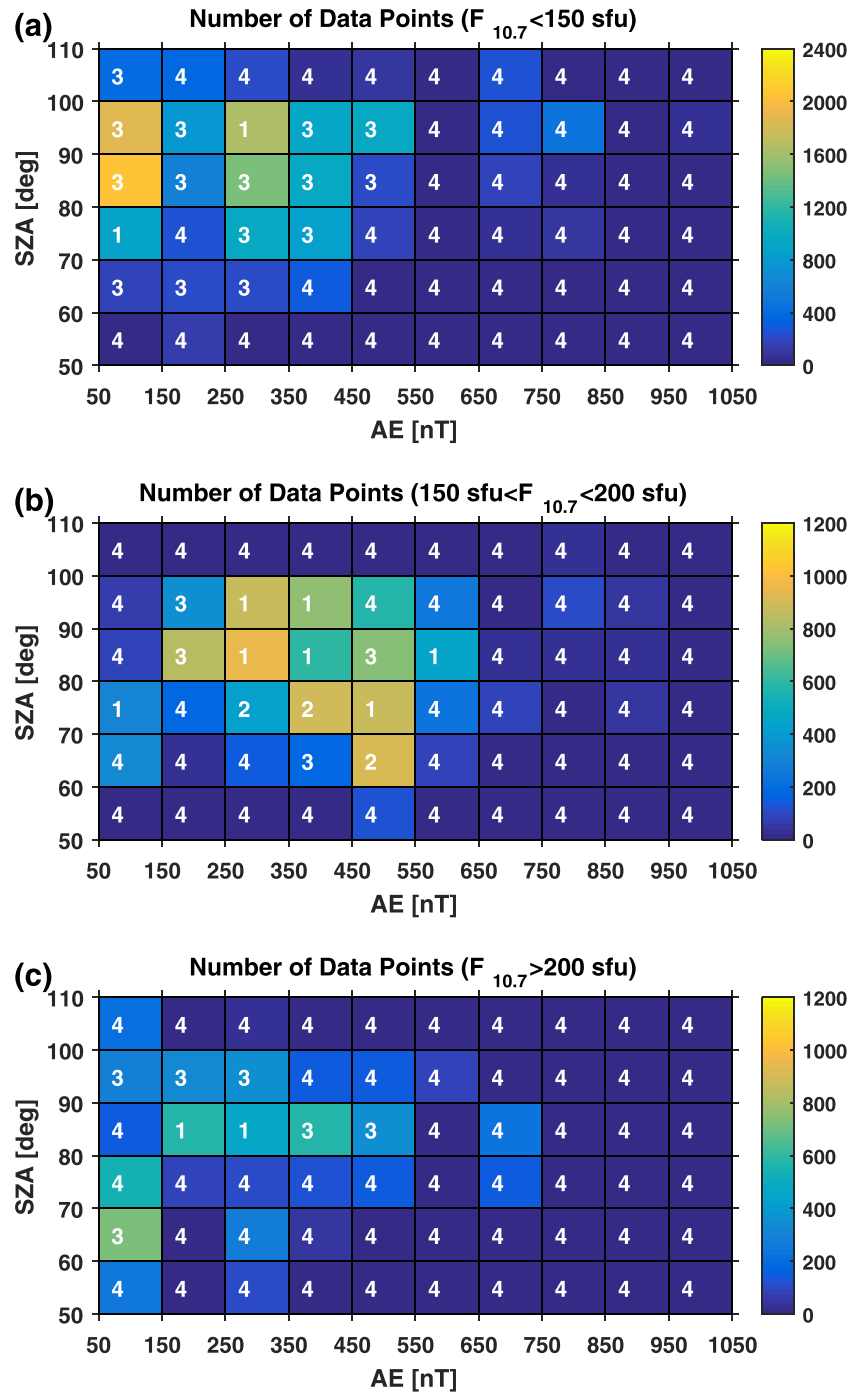 (a) Number of Data Points (F 10.7<150 sfu)
110 3 4 4 4 4 4 4 4 4 4 2400
100 3 3 1 3 3 4 4 4 4 4 2000
90 3 3 3 3 3 4 4 4 4 4 1600
80 1 4 3 3 4 4 4 4 4 4 1200
70 3 3 3 4 4 4 4 4 4 4 800
60 4 4 4 4 4 4 4 4 4 4 400
50 0
SZA [deg]
50 150 250 350 450 550 650 750 850 950 1050
AE [nT]
(b) Number of Data Points (150 sfu<F 10.7<200 sfu)
110 4 4 4 4 4 4 4 4 4 4 1200
100 4 3 1 1 4 4 4 4 4 4 1000
90 4 3 1 1 3 1 4 4 4 4 800
80 1 4 2 2 1 4 4 4 4 4 600
70 4 4 4 3 2 4 4 4 4 4 400
60 4 4 4 4 4 4 4 4 4 4 200
50 0
SZA [deg]
50 150 250 350 450 550 650 750 850 950 1050
AE [nT]
(c) Number of Data Points (F 10.7>200 sfu)
110 4 4 4 4 4 4 4 4 4 4 1200
100 3 3 3 4 4 4 4 4 4 4 1000
90 4 1 1 3 3 4 4 4 4 4 800
80 4 4 4 4 4 4 4 4 4 4 600
70 3 4 4 4 4 4 4 4 4 4 400
60 4 4 4 4 4 4 4 4 4 4 200
50 0
SZA [deg]
50 150 250 350 450 550 650 750 850 950 1050
AE [nT]